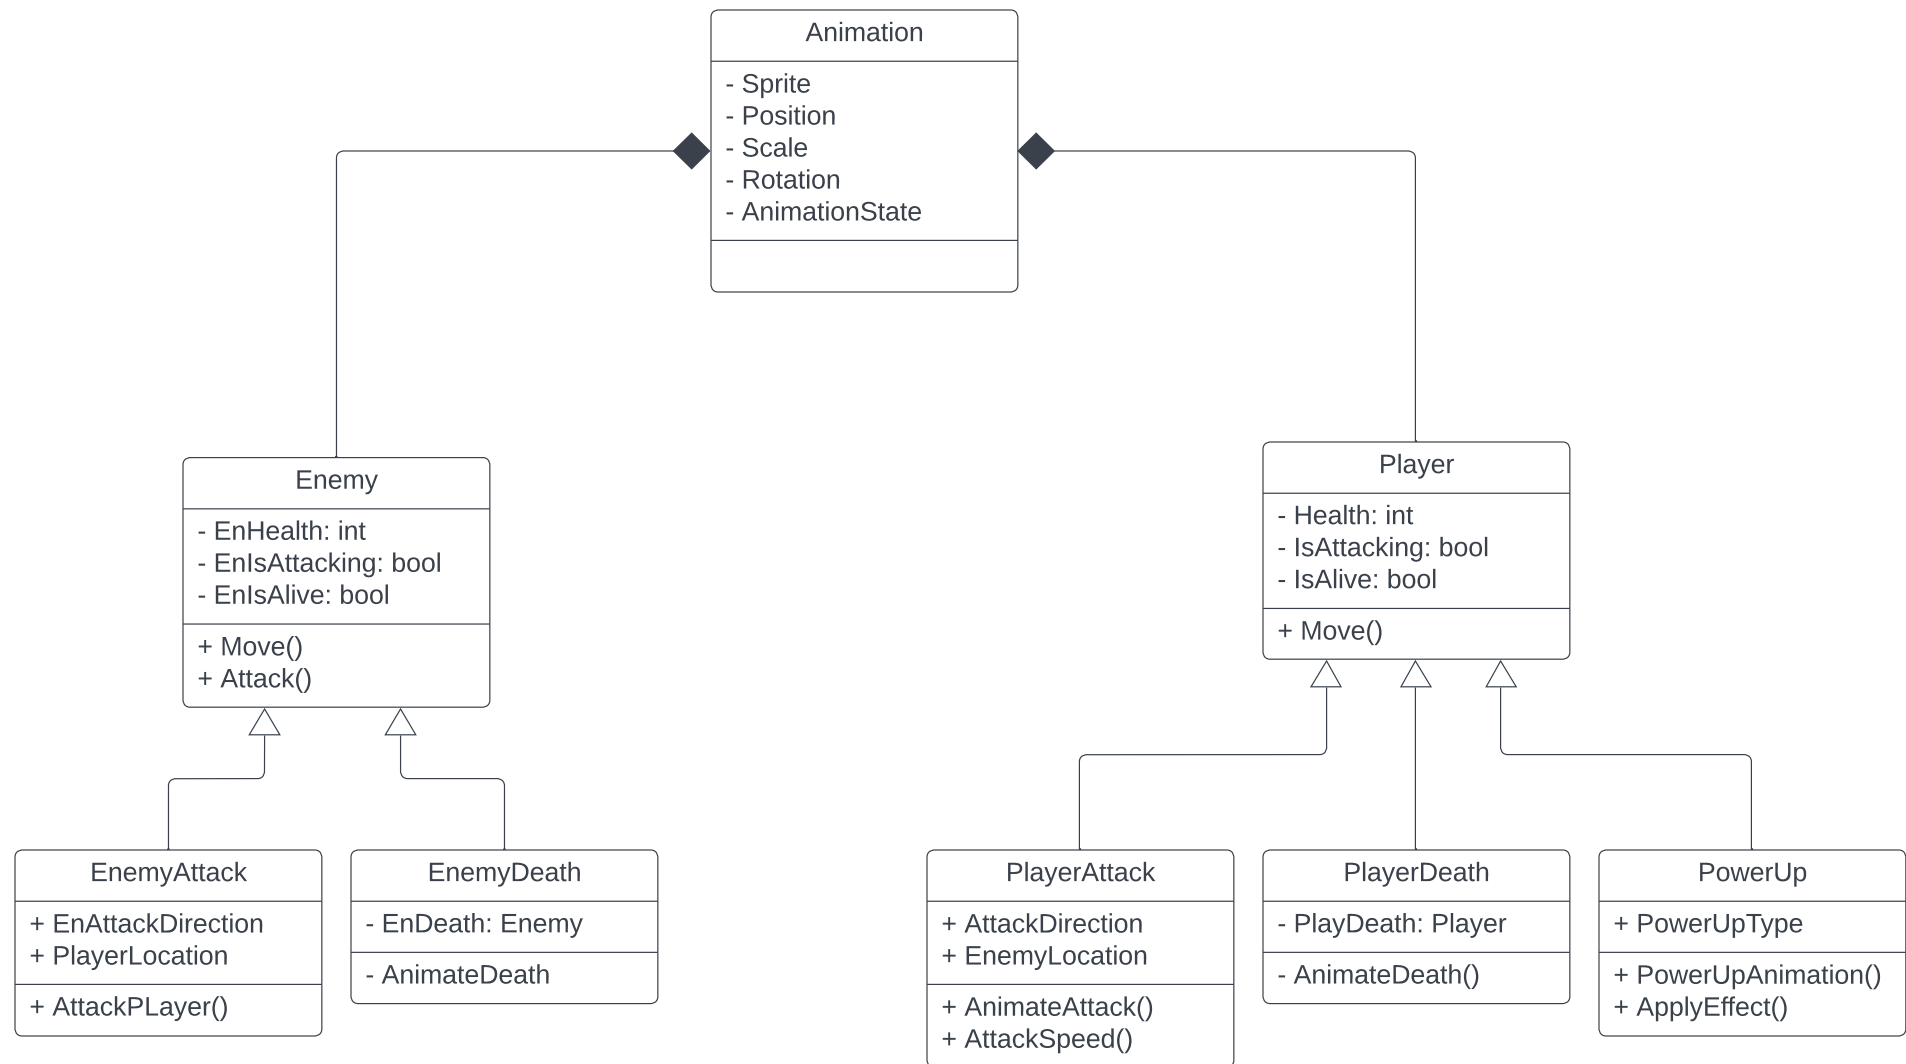 Animation
- Sprite
- Position
- Scale
- Rotation
- AnimationState
Enemy
- EnHealth: int
- EnIsAttacking: bool
- EnIsAlive: bool
+ Move()
+ Attack()
Player
- Health: int
- IsAttacking: bool
- IsAlive: bool
+ Move()
EnemyAttack
+ EnAttackDirection
+ PlayerLocation
+ AttackPLayer()
EnemyDeath
- EnDeath: Enemy
- AnimateDeath
PlayerAttack
+ AttackDirection
+ EnemyLocation
+ AnimateAttack()
+ AttackSpeed()
PlayerDeath
- PlayDeath: Player
- AnimateDeath()
PowerUp
+ PowerUpType
+ PowerUpAnimation()
+ ApplyEffect()